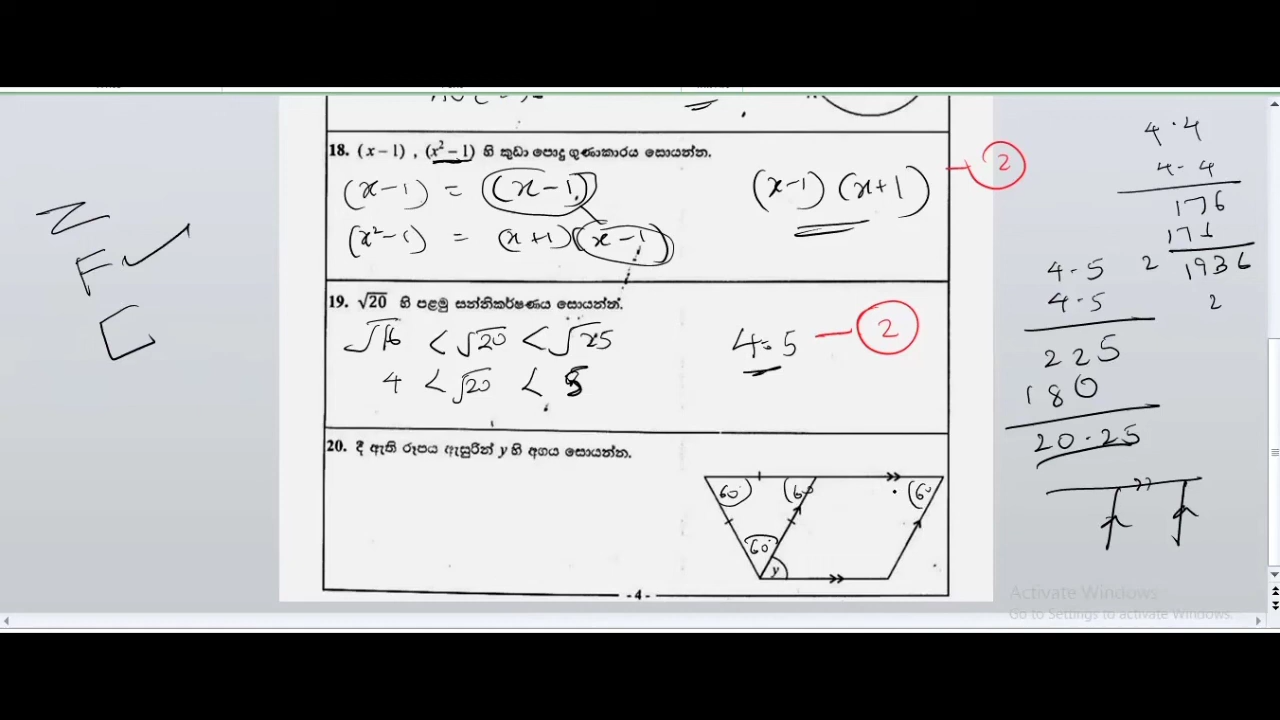 18. (x – 1) , (x² – 1) හි කුඩා පොදු ගුණාකාරය සොයන්න.
(x-1) = (x-1)
(x²-1) = (x+1)(x-1)
(x-1) (x+1)
2
19. √20 හි පළමු සන්නිකර්ෂණය සොයන්න.
√16 < √20 < √25
4 < √20 < 5
4.5
2
20. දී ඇති රූපය ඇසුරින් y හි අගය සොයන්න.
60°
60
60
60°
y
- 4 -
Z
F
C
4.4
4.4
176
176
1936
2
2
4.5
4.5
225
180
20.25
Activate Windows
Go to Settings to activate Windows.